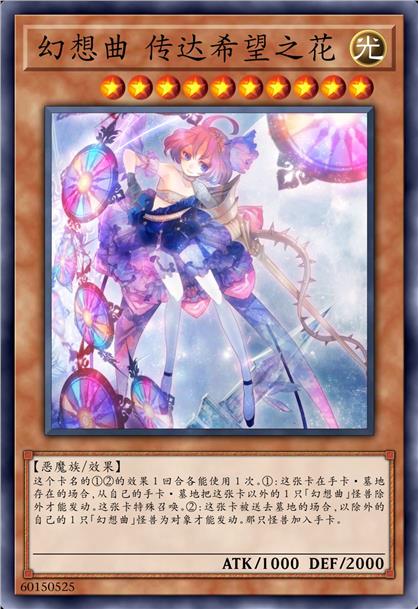 幻想曲 传达希望之花
光
【恶魔族/效果】
这个卡名的①②的效果1回合各能使用1次。①:这张卡在手卡·墓地
存在的场合,从自己的手卡·墓地把这张卡以外的1只「幻想曲」怪兽除
外才能发动。这张卡特殊召唤。②:这张卡被送去墓地的场合,以除外的
自己的1只「幻想曲」怪兽为对象才能发动。那只怪兽加入手卡。
ATK/1000 DEF/2000
60150525